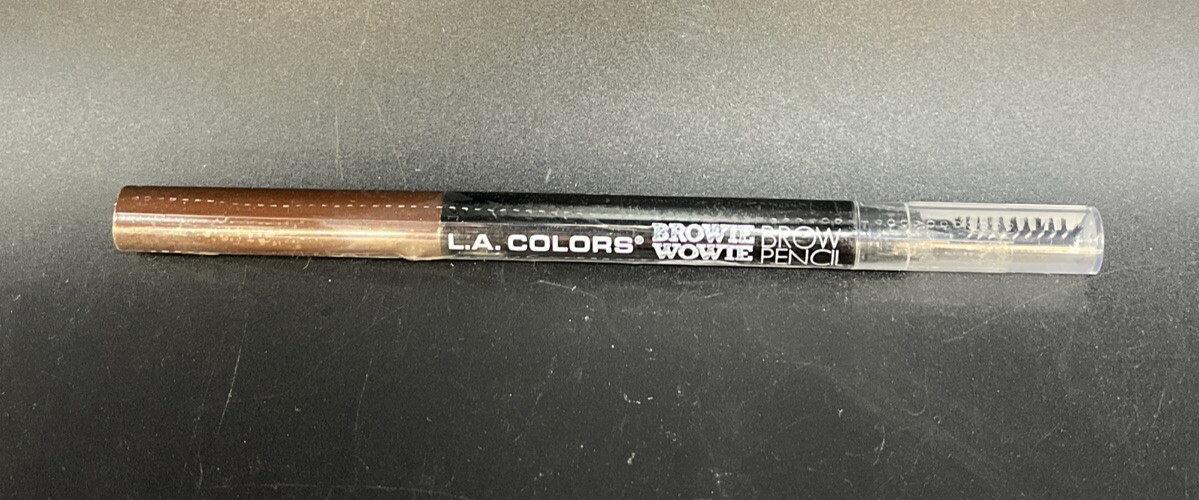 L.A. COLORS®
BROWIE
WOWIE
BROW
PENCIL